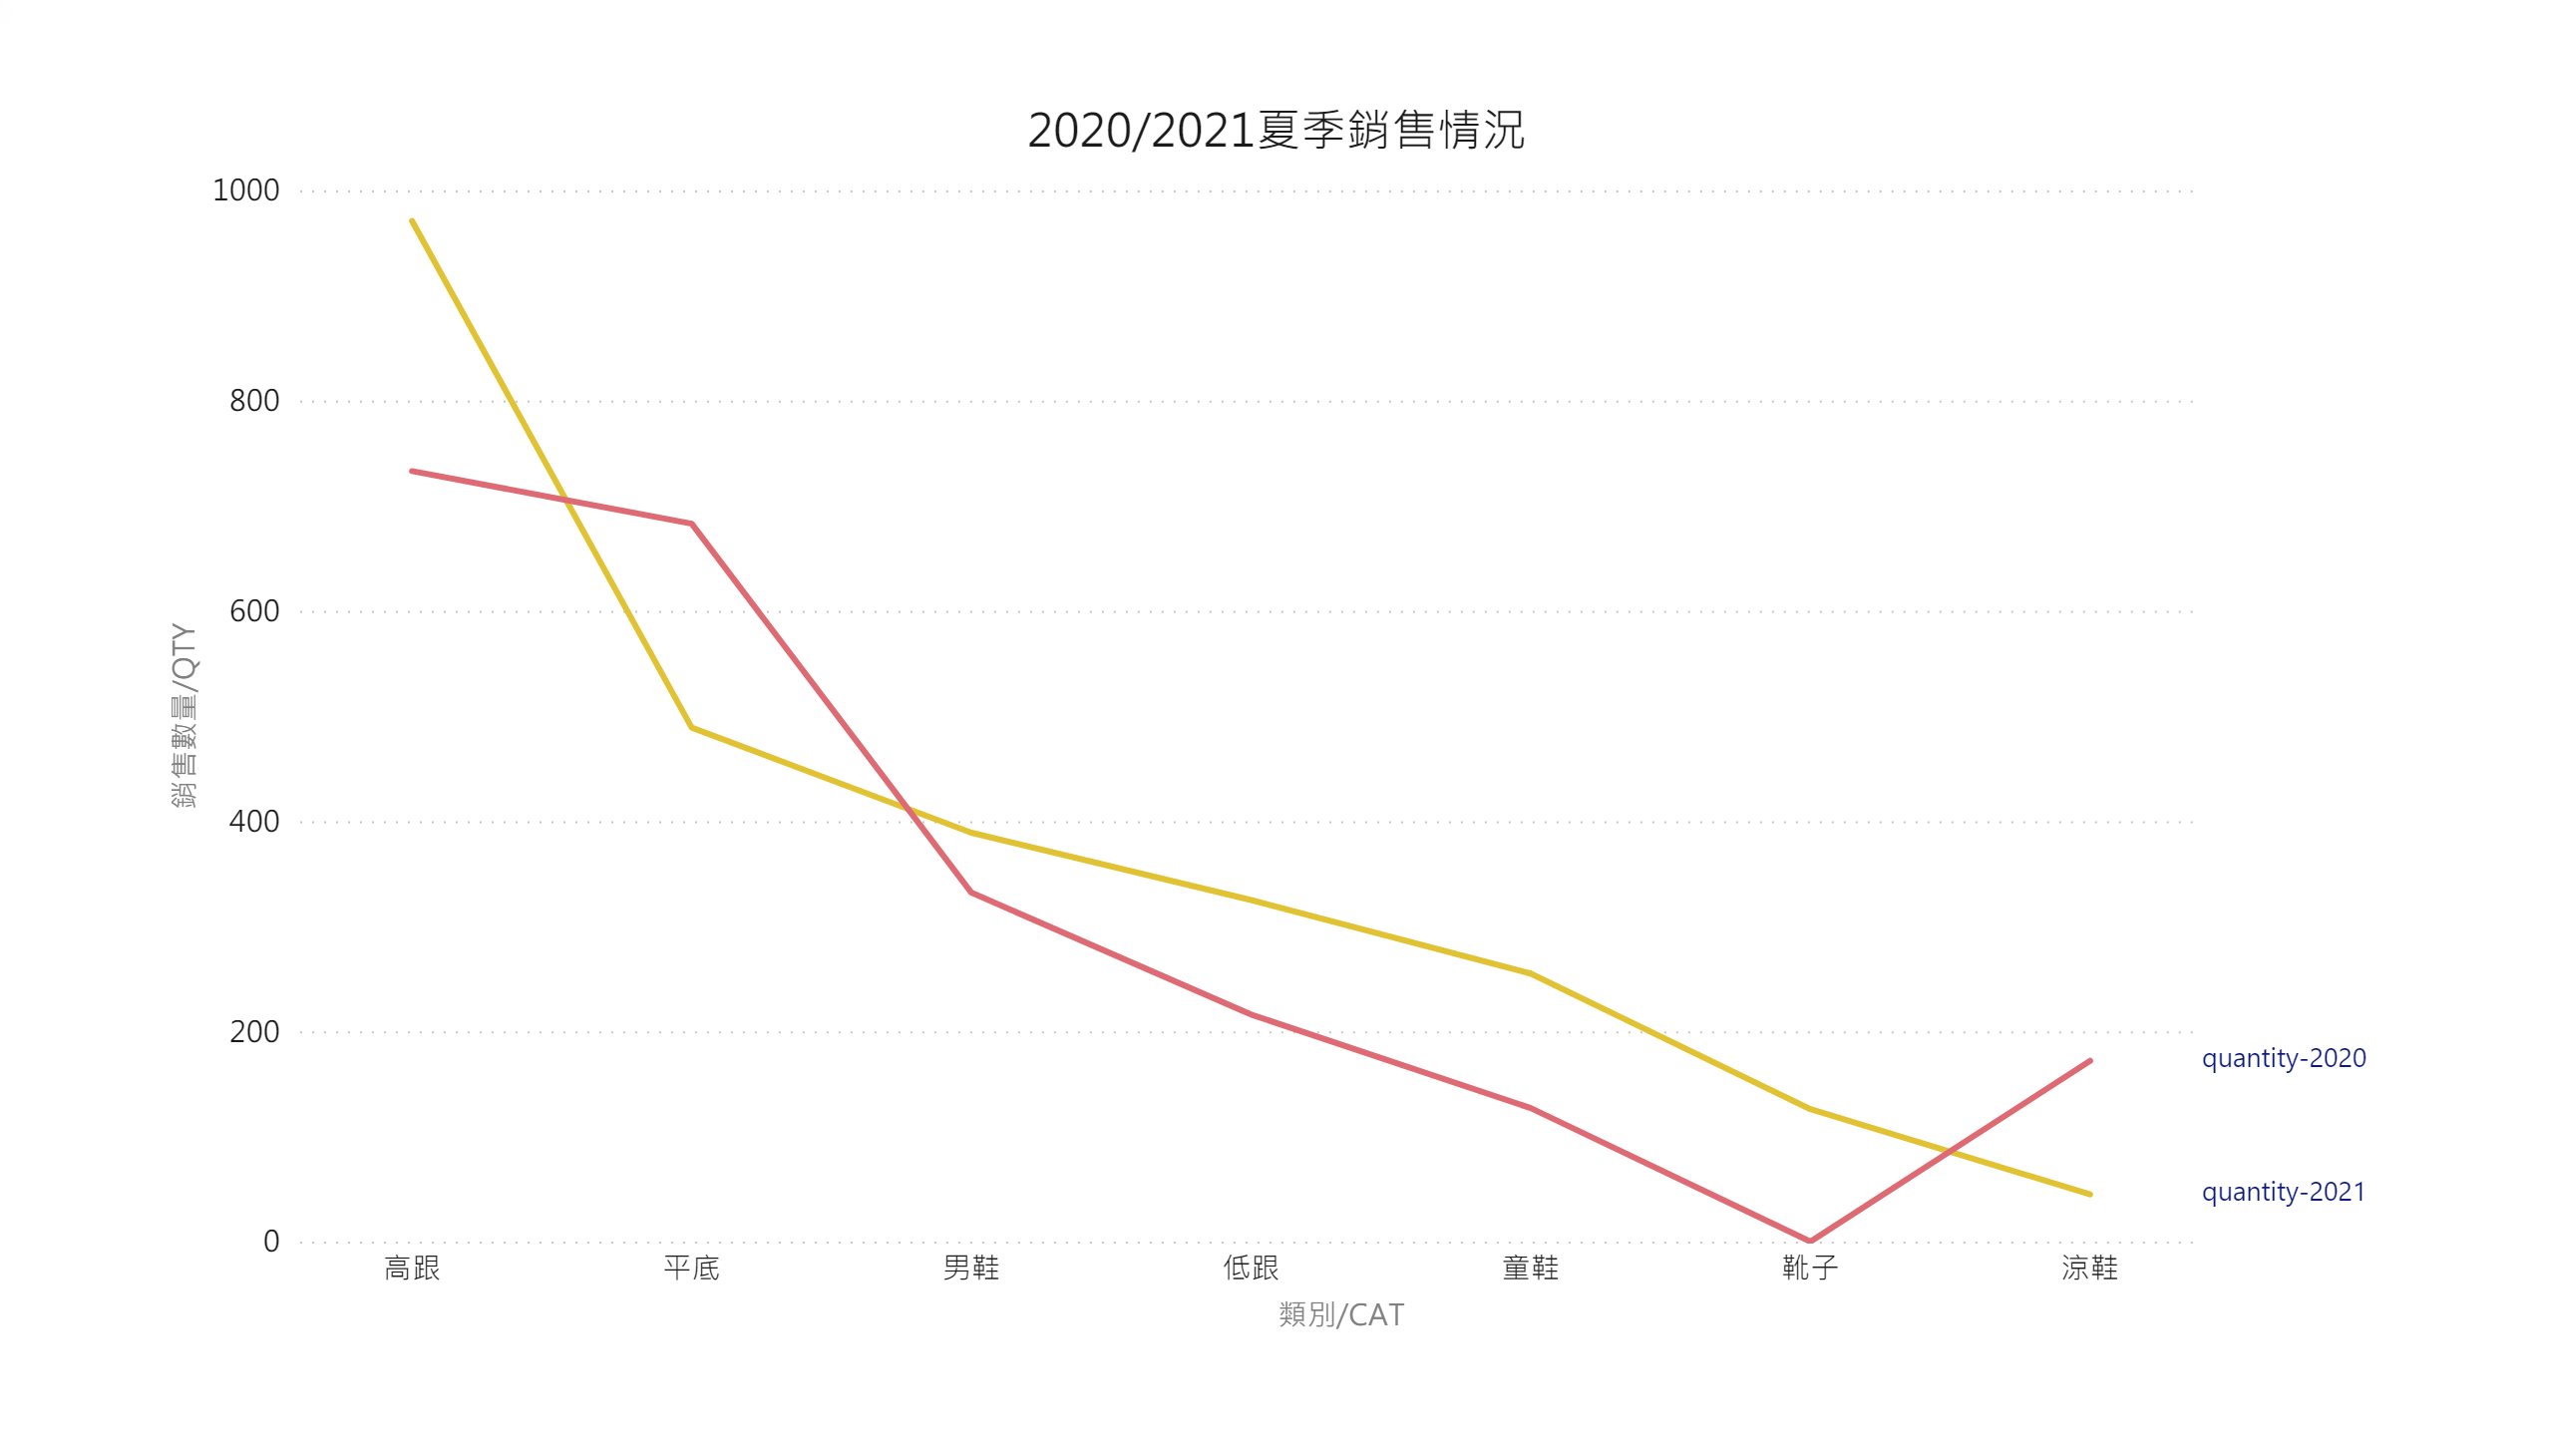 2020/2021夏季銷售情況
1000
800
600
400
200
0
銷售數量/QTY
高跟
平底
男鞋
低跟
童鞋
靴子
涼鞋
類別/CAT
quantity-2020
quantity-2021